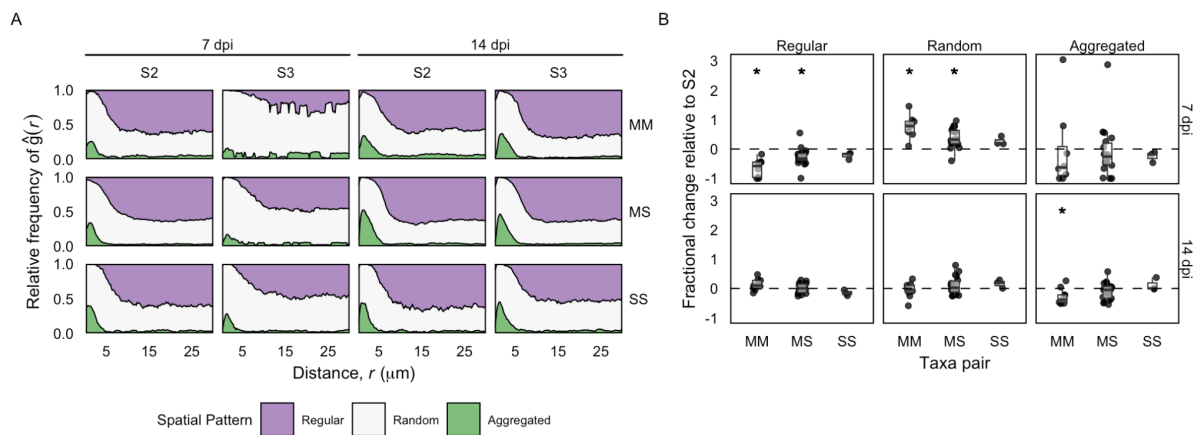 A
7 dpi
14 dpi
S2
S3
S2
S3
Relative frequency of ĝ(r)
1.0
0.5
0.0
MM
1.0
0.5
0.0
MS
1.0
0.5
0.0
SS
5 15 25 5 15 25 5 15 25 5 15 25
Distance, r (μm)
Spatial Pattern Regular Random Aggregated
B
Regular Random Aggregated
Fractional change relative to S2
3
2
1
0
-1
* * * *
7 dpi
3
2
1
0
-1
*
14 dpi
MM MS SS MM MS SS MM MS SS
Taxa pair